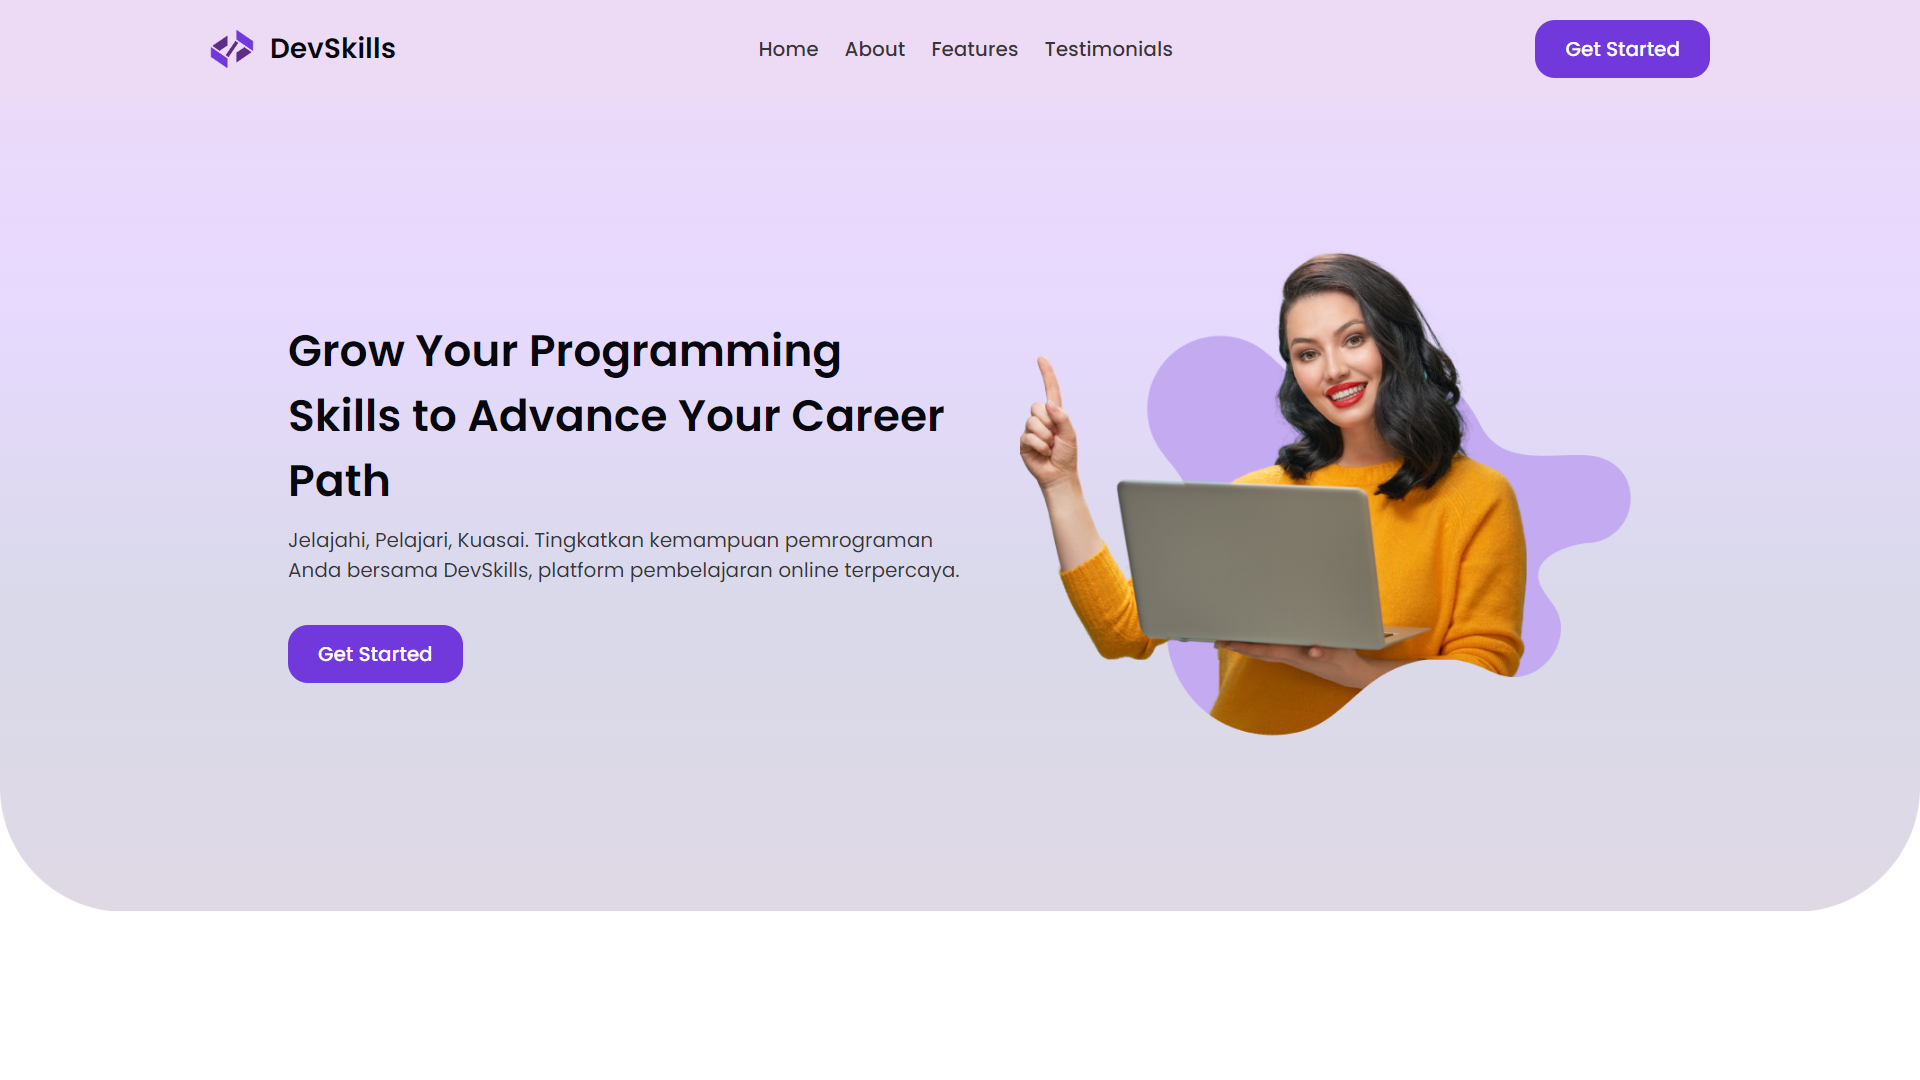 DevSkills
Home
About
Features
Testimonials
Get Started
Grow Your Programming
Skills to Advance Your Career
Path
Jelajahi, Pelajari, Kuasai. Tingkatkan kemampuan pemrograman
Anda bersama DevSkills, platform pembelajaran online terpercaya.
Get Started